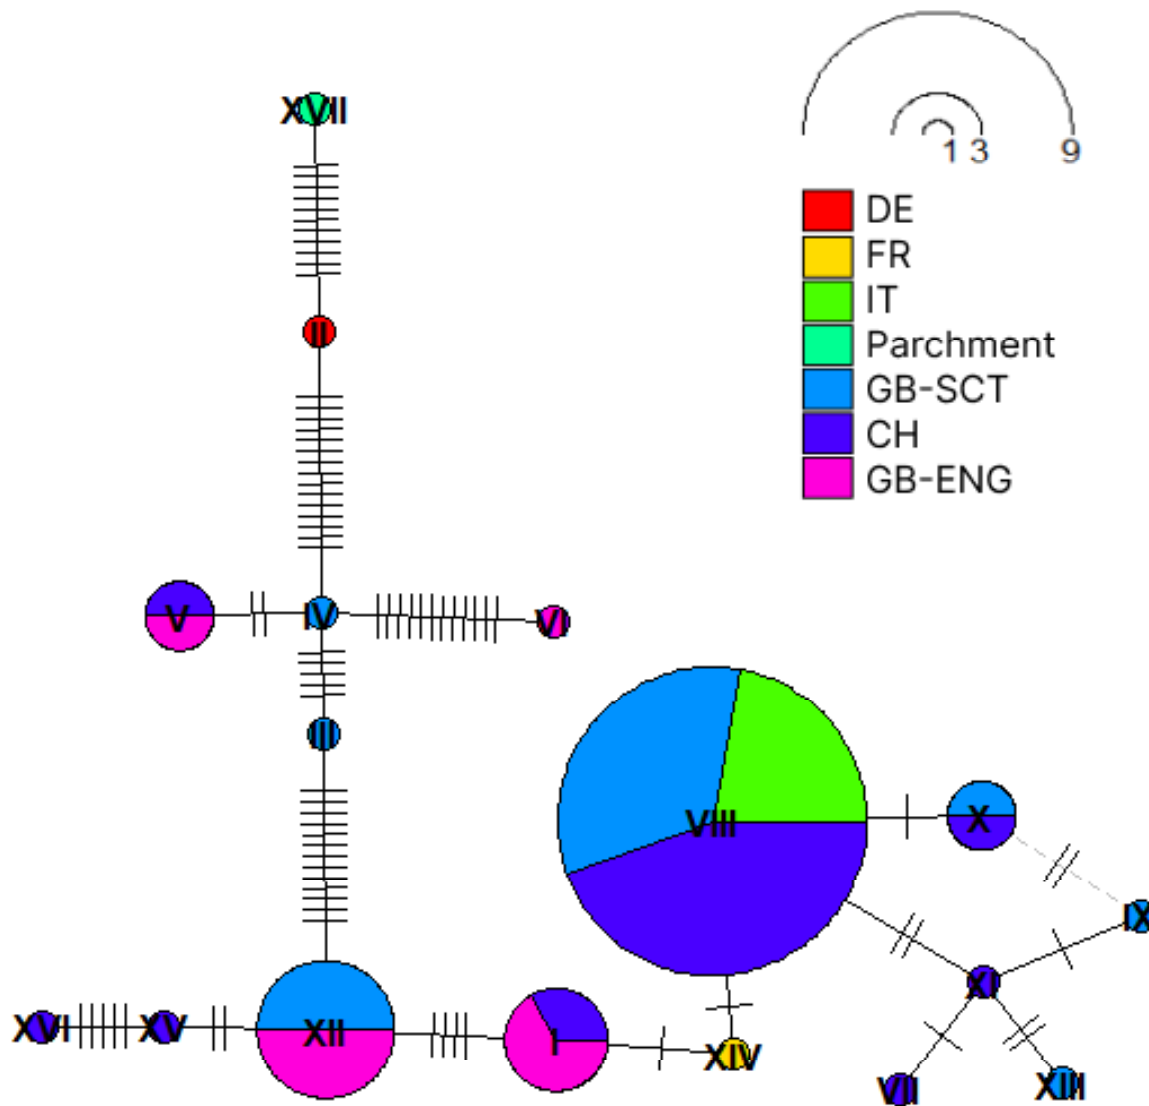 XVII
1 3 9
DE
FR
IT
Parchment
GB-SCT
CH
GB-ENG
II
V
IV
VI
III
VIII
X
IX
XI
XVI
XV
XII
I
XIV
VII
XIII